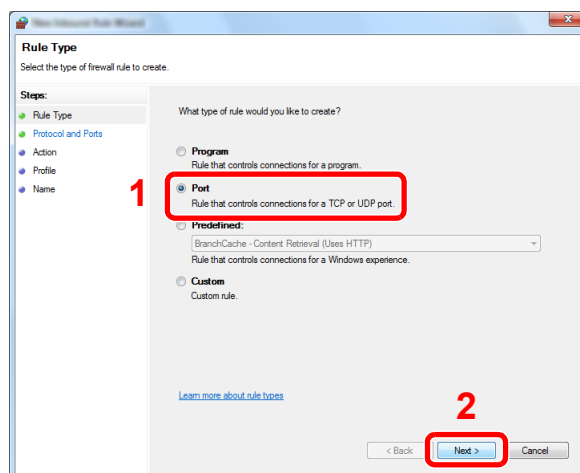 Rule Type
Select the type of firewall rule to create.
Steps:
Rule Type
Protocol and Ports
Action
Profile
Name
What type of rule would you like to create?
Program
Rule that controls connections for a program.
1
Port
Rule that controls connections for a TCP or UDP port.
Predefined:
BranchCache - Content Retrieval (Uses HTTP)
Rule that controls connections for a Windows experience.
Custom
Custom rule.
Learn more about rule types
2
< Back
Next >
Cancel